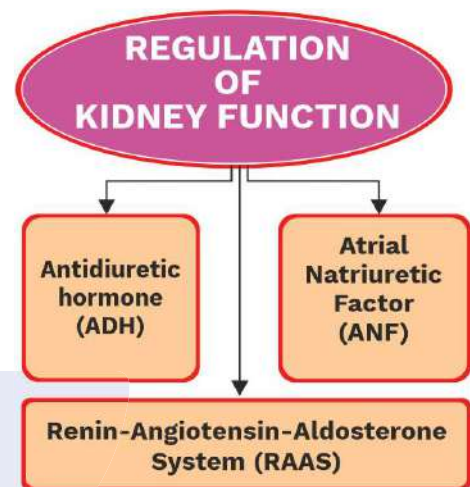 REGULATION
OF
KIDNEY FUNCTION
Antidiuretic
hormone
(ADH)
Atrial
Natriuretic
Factor
(ANF)
Renin-Angiotensin-Aldosterone
System (RAAS)